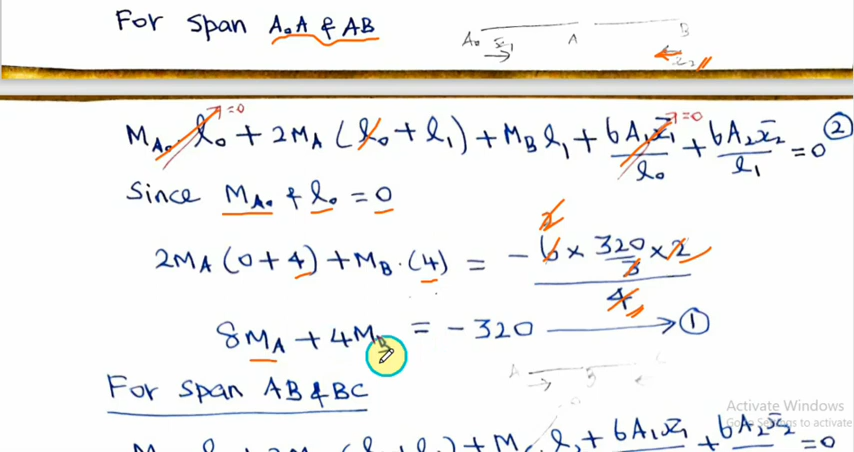 For Span A₀A & AB
A₀ x̄₁ A B x̄₂
M_A₀ l₀ →=0 + 2M_A (l₀ + l₁) + M_B l₁ + 6A₁x̄₁/l₀ →=0 + 6A₂x̄₂/l₁ = 0 ②
Since M_A₀ & l₀ = 0
2M_A (0+4) + M_B·(4) = - 6 × 320/3 × 2 / 4 2
8M_A + 4M_B = - 320 → ①
A B C
For span AB & BC
Activate Windows
6A₁x̄₁ + 6A₂x̄₂ = 0